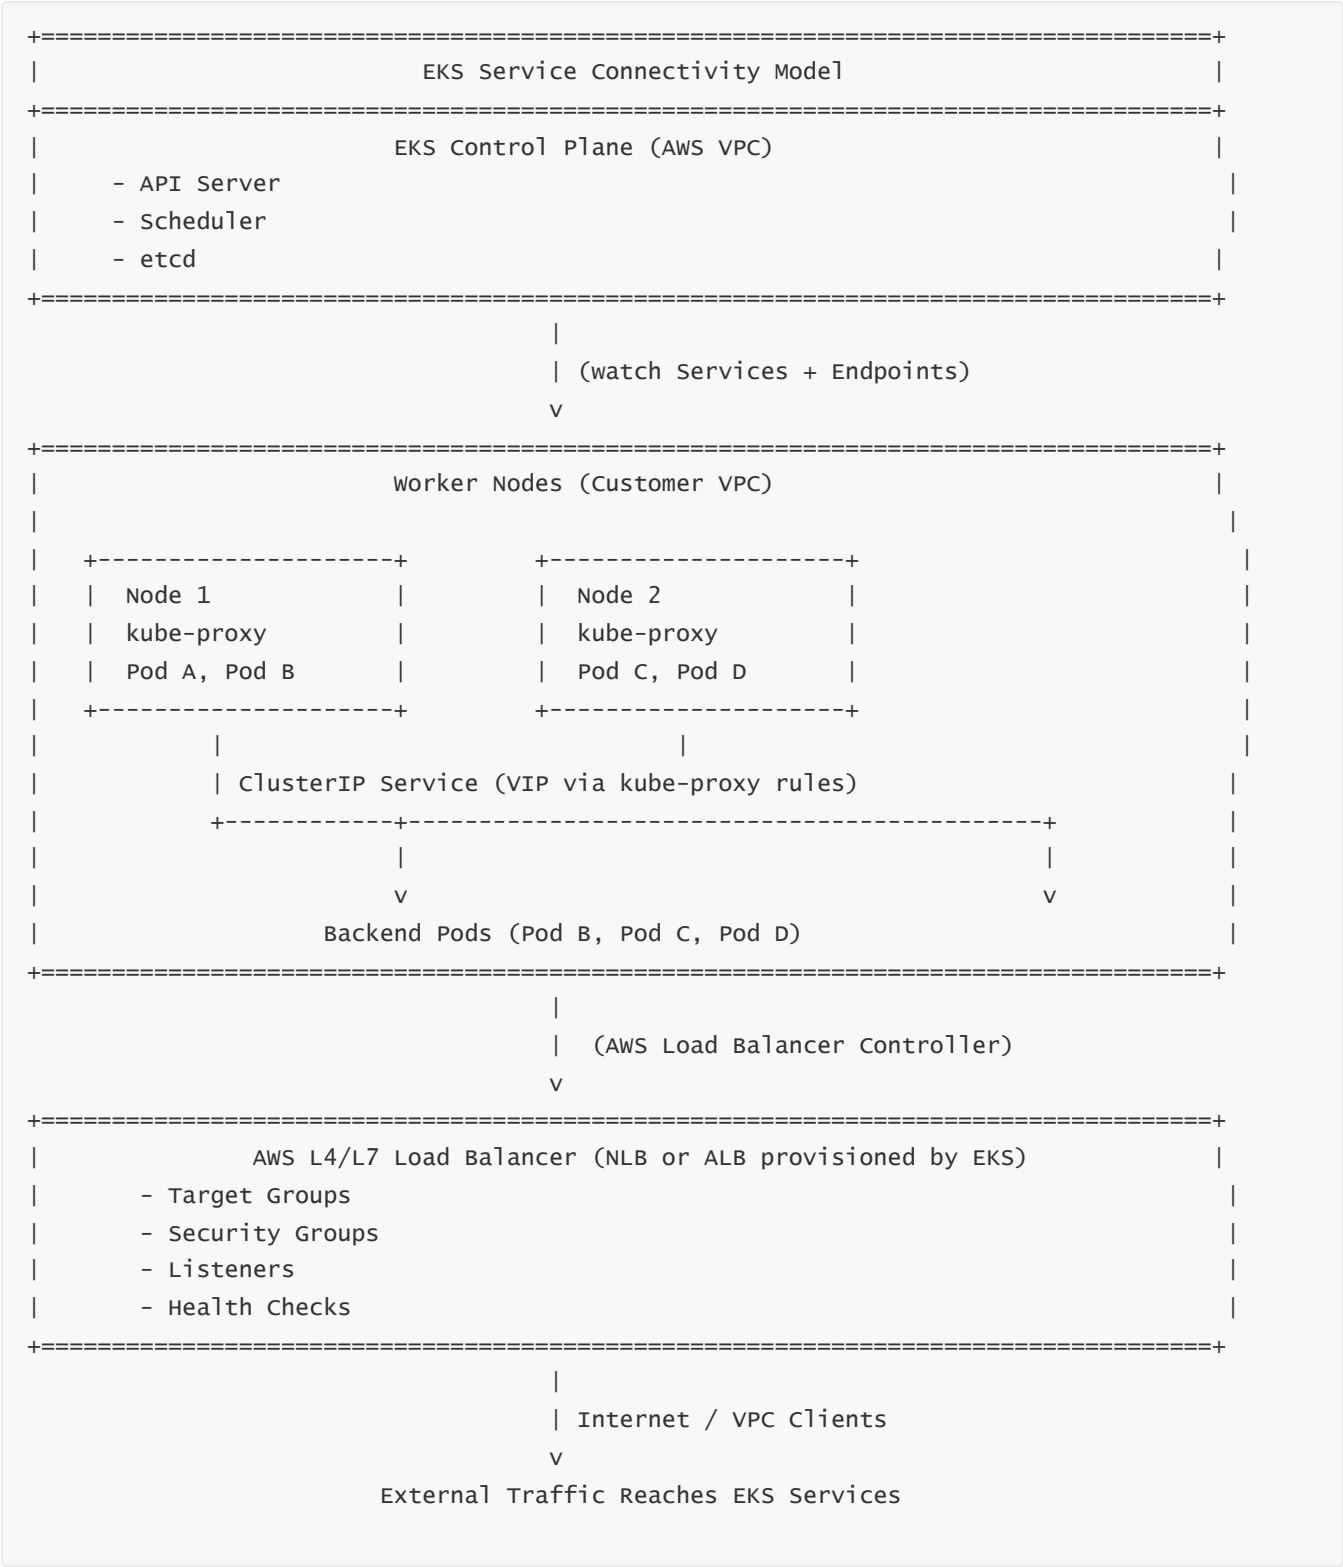 +===================================================================================+
|                           EKS Service Connectivity Model                          |
+===================================================================================+
|                         EKS Control Plane (AWS VPC)                               |
|     - API Server                                                                   |
|     - Scheduler                                                                    |
|     - etcd                                                                        |
+===================================================================================+
                                     |
                                     | (watch Services + Endpoints)
                                     v
+===================================================================================+
|                         Worker Nodes (Customer VPC)                               |
|                                                                                    |
|   +---------------------+         +---------------------+                           |
|   |  Node 1             |         |  Node 2             |                           |
|   |  kube-proxy         |         |  kube-proxy         |                           |
|   |  Pod A, Pod B       |         |  Pod C, Pod D       |                           |
|   +---------------------+         +---------------------+                           |
|            |                                |                                       |
|            | ClusterIP Service (VIP via kube-proxy rules)                          |
|            +------------+---------------------------------------------+            |
|                         |                                             |            |
|                         v                                             v            |
|                    Backend Pods (Pod B, Pod C, Pod D)                              |
+===================================================================================+
                                     |
                                     |  (AWS Load Balancer Controller)
                                     v
+===================================================================================+
|               AWS L4/L7 Load Balancer (NLB or ALB provisioned by EKS)             |
|       - Target Groups                                                              |
|       - Security Groups                                                            |
|       - Listeners                                                                  |
|       - Health Checks                                                              |
+===================================================================================+
                                     |
                                     | Internet / VPC Clients
                                     v
                         External Traffic Reaches EKS Services